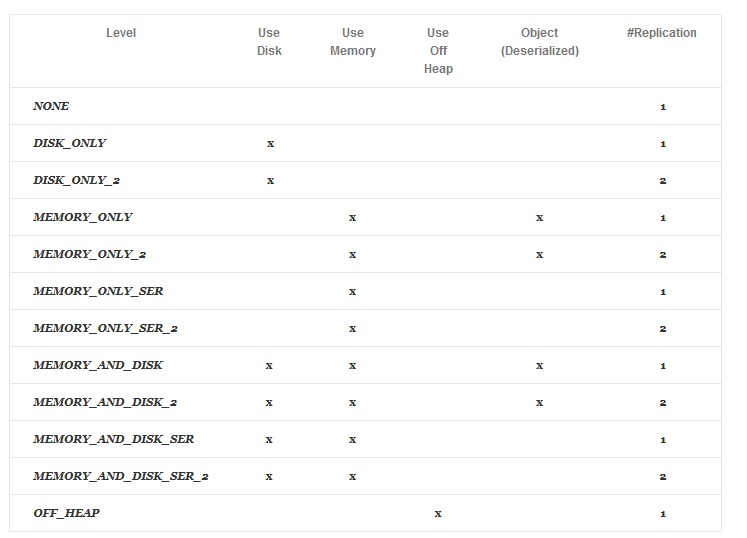 Level Use Disk Use Memory Use Off Heap Object (Deserialized) #Replication
NONE 1
DISK_ONLY x 1
DISK_ONLY_2 x 2
MEMORY_ONLY x x 1
MEMORY_ONLY_2 x x 2
MEMORY_ONLY_SER x 1
MEMORY_ONLY_SER_2 x 2
MEMORY_AND_DISK x x x 1
MEMORY_AND_DISK_2 x x x 2
MEMORY_AND_DISK_SER x x 1
MEMORY_AND_DISK_SER_2 x x 2
OFF_HEAP x 1